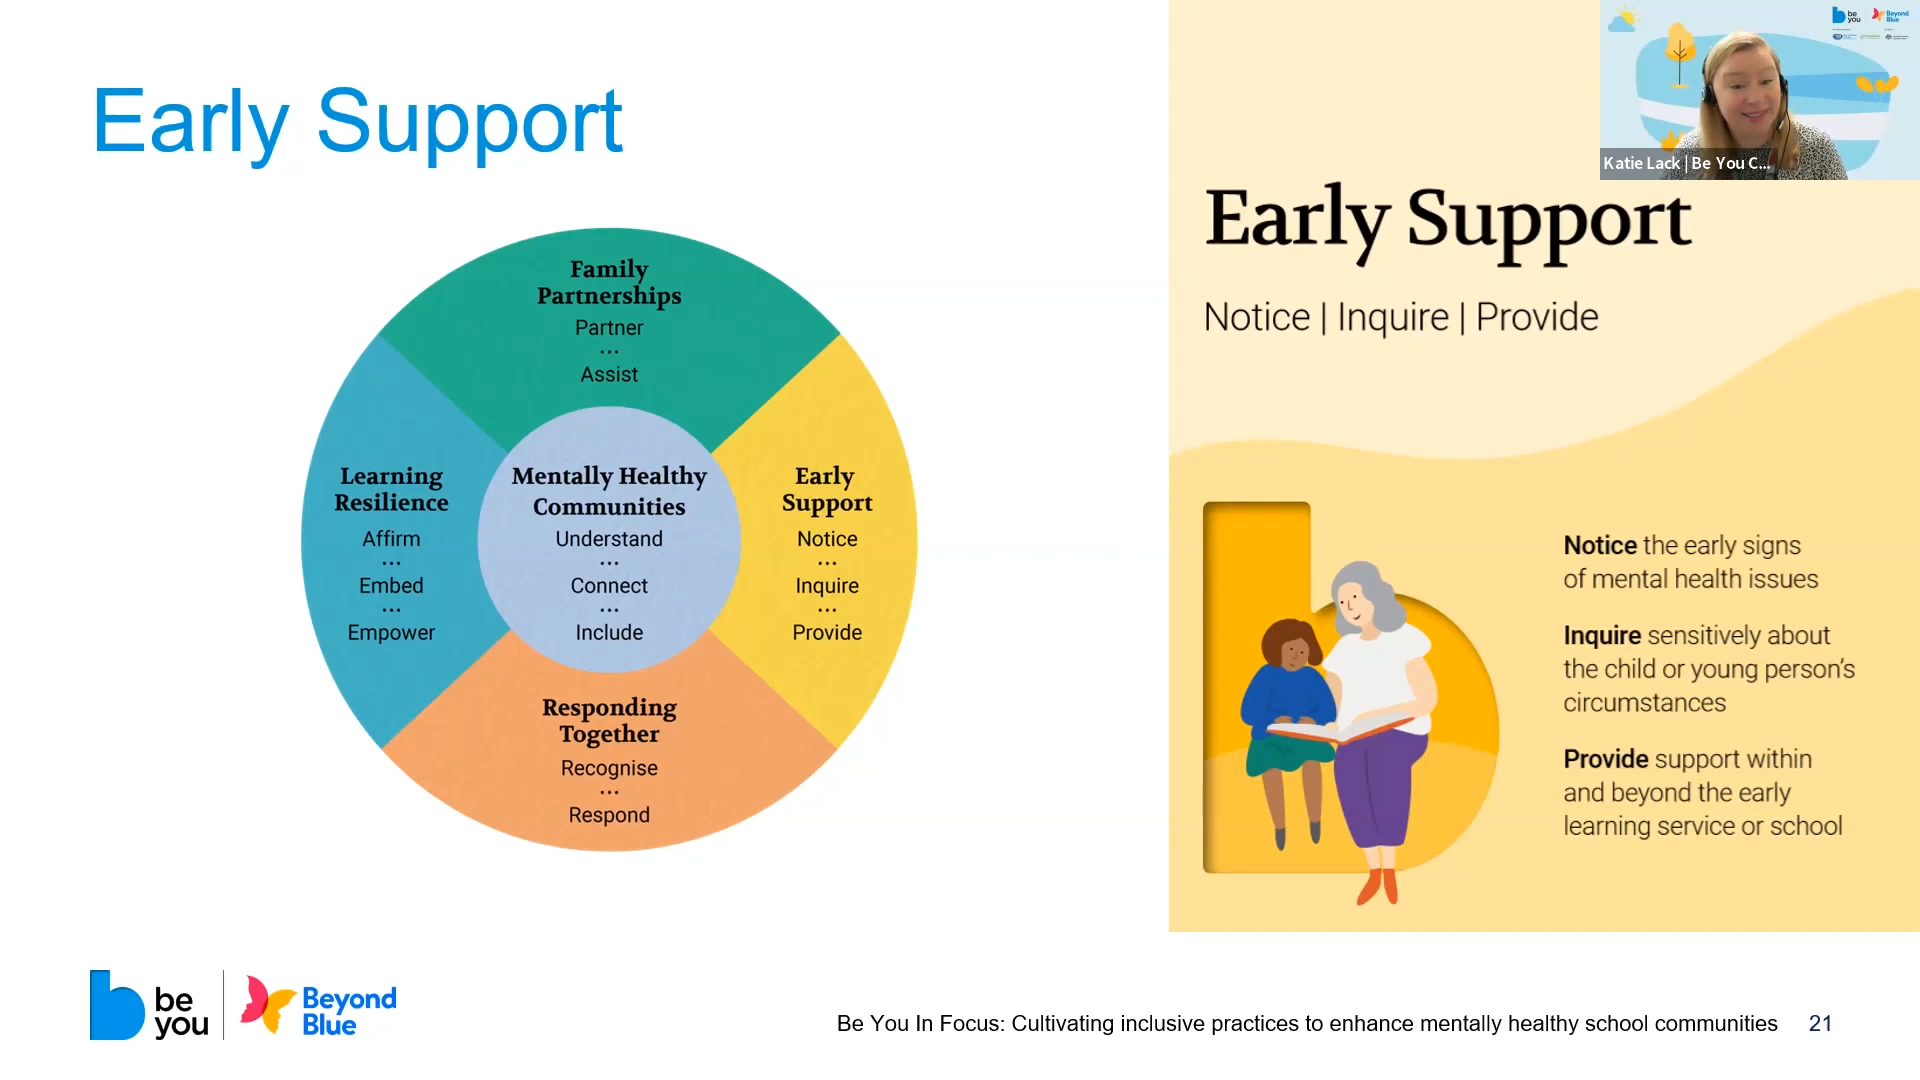 Early Support
Family
Partnerships
Partner
...
Assist
Learning
Resilience
Affirm
...
Embed
...
Empower
Mentally Healthy
Communities
Understand
...
Connect
...
Include
Early
Support
Notice
...
Inquire
...
Provide
Responding
Together
Recognise
...
Respond
be
you
Beyond
Blue
Katie Lack | Be You C...
Early Support
Notice | Inquire | Provide
Notice the early signs
of mental health issues
Inquire sensitively about
the child or young person's
circumstances
Provide support within
and beyond the early
learning service or school
be
you
Beyond
Blue
Be You In Focus: Cultivating inclusive practices to enhance mentally healthy school communities 21